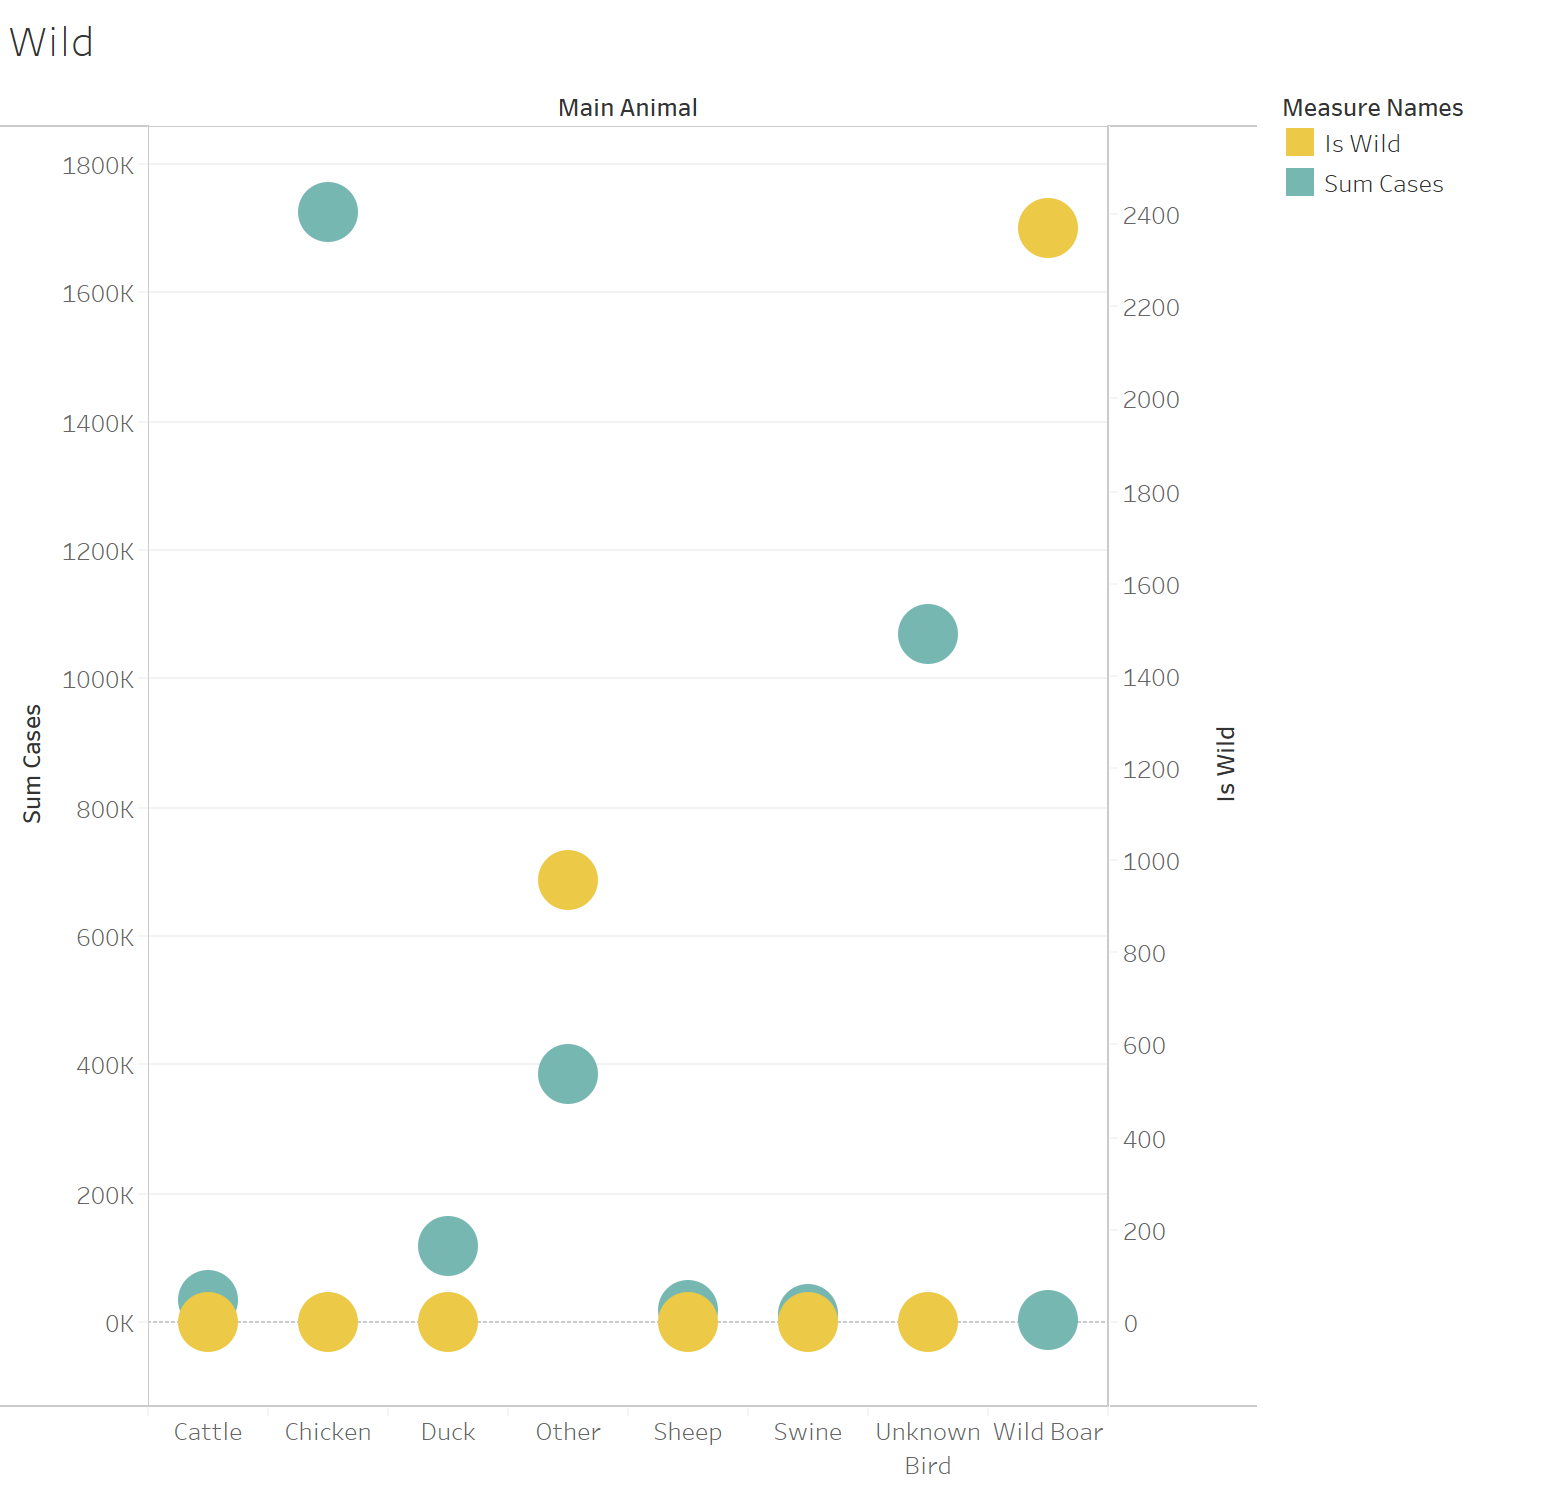 Wild
Main Animal
Measure Names
Is Wild
Sum Cases
1800K
1600K
1400K
1200K
1000K
800K
600K
400K
200K
0K
Sum Cases
2400
2200
2000
1800
1600
1400
1200
1000
800
600
400
200
0
Is Wild
Cattle
Chicken
Duck
Other
Sheep
Swine
Unknown
Bird
Wild Boar